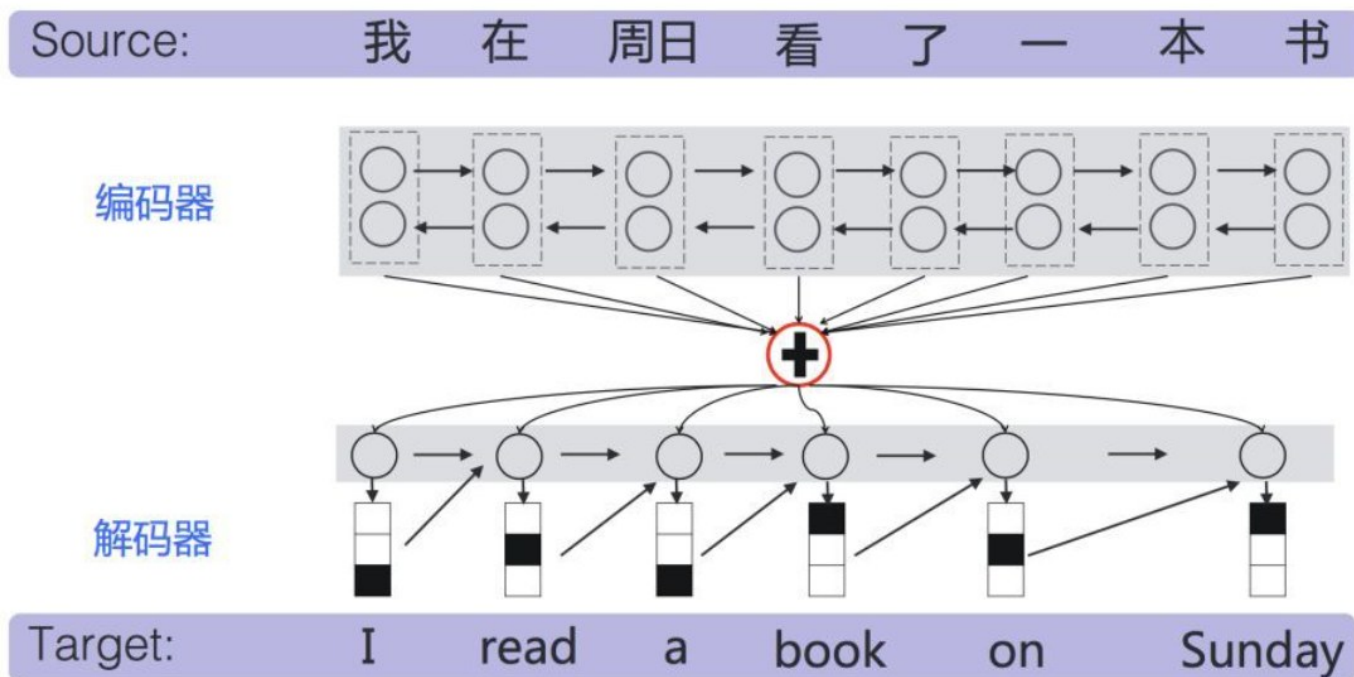 Source: 我 在 周日 看 了 一 本 书
编码器
解码器
Target: I read a book on Sunday